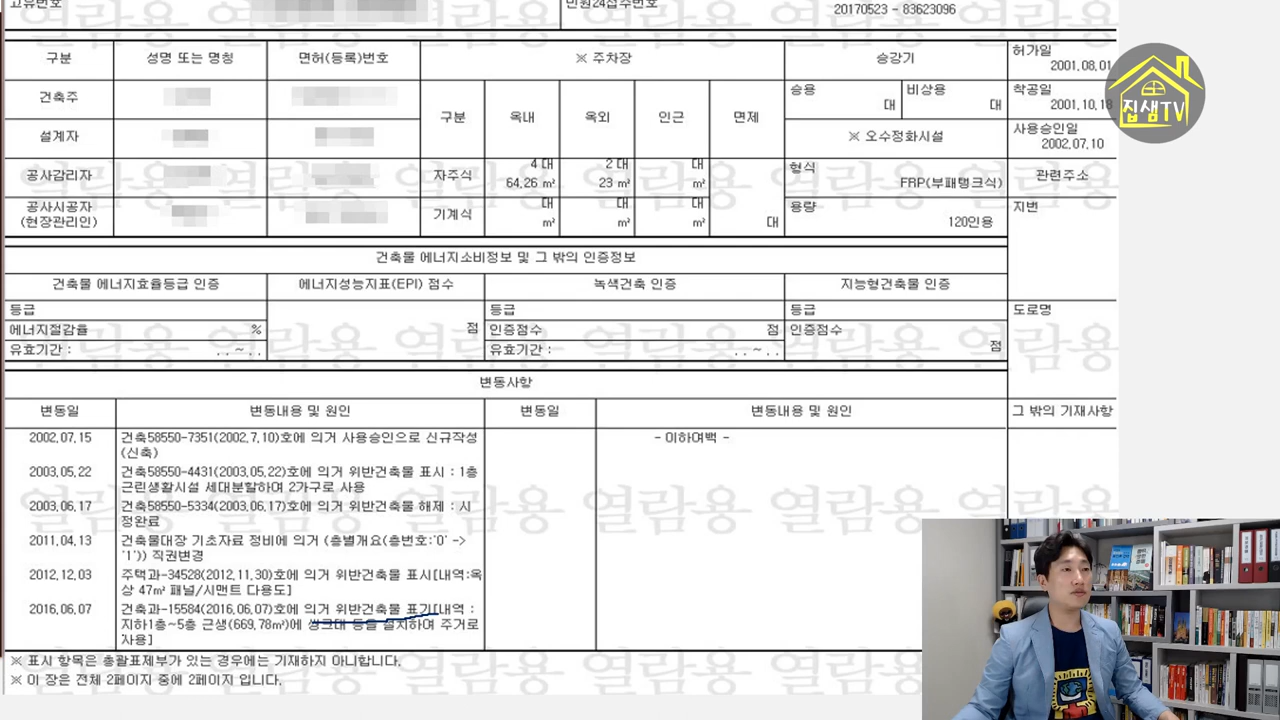 고유번호
민원24접수번호
20170523 - 83623096
구분
성명 또는 명칭
면허(등록)번호
※ 주차장
승강기
허가일
2001.08.01
건축주
구분
옥내
옥외
인근
면제
승용
대
비상용
대
착공일
2001.10.18
설계자
※ 오수정화시설
사용승인일
2002.07.10
공사감리자
자주식
4 대
64.26 ㎡
2 대
23 ㎡
대
㎡
형식
FRP(부패탱크식)
관련주소
공사시공자
(현장관리인)
기계식
대
㎡
대
㎡
대
㎡
대
용량
120인용
지번
건축물 에너지소비정보 및 그 밖의 인증정보
건축물 에너지효율등급 인증
에너지성능지표(EPI) 점수
녹색건축 인증
지능형건축물 인증
등급
점
등급
등급
도로명
에너지절감율 %
인증점수 점
인증점수
점
유효기간 : . . ~ . .
유효기간 : . . ~ . .
변동사항
변동일
변동내용 및 원인
변동일
변동내용 및 원인
그 밖의 기재사항
2002.07.15
건축58550-7351(2002.7.10)호에 의거 사용승인으로 신규작성
(신축)
- 이하여백 -
2003.05.22
건축58550-4431(2003.05.22)호에 의거 위반건축물 표시 : 1층
근린생활시설 세대분할하여 2가구로 사용
2003.06.17
건축58550-5334(2003.06.17)호에 의거 위반건축물 해제 : 시
정완료
2011.04.13
건축물대장 기초자료 정비에 의거 (층별개요(층번호:'0' ->
'1')) 직권변경
2012.12.03
주택과-34528(2012.11.30)호에 의거 위반건축물 표시[내역:옥
상 47㎡ 패널/시맨트 다용도]
2016.06.07
건축과-15584(2016.06.07)호에 의거 위반건축물 표기[내역 :
지하1층~5층 근생(669.78㎡)에 씽크대 등을 설치하여 주거로
사용]
※ 표시 항목은 총괄표제부가 있는 경우에는 기재하지 아니합니다.
※ 이 장은 전체 2페이지 중에 2페이지 입니다.
열람용
집샘TV